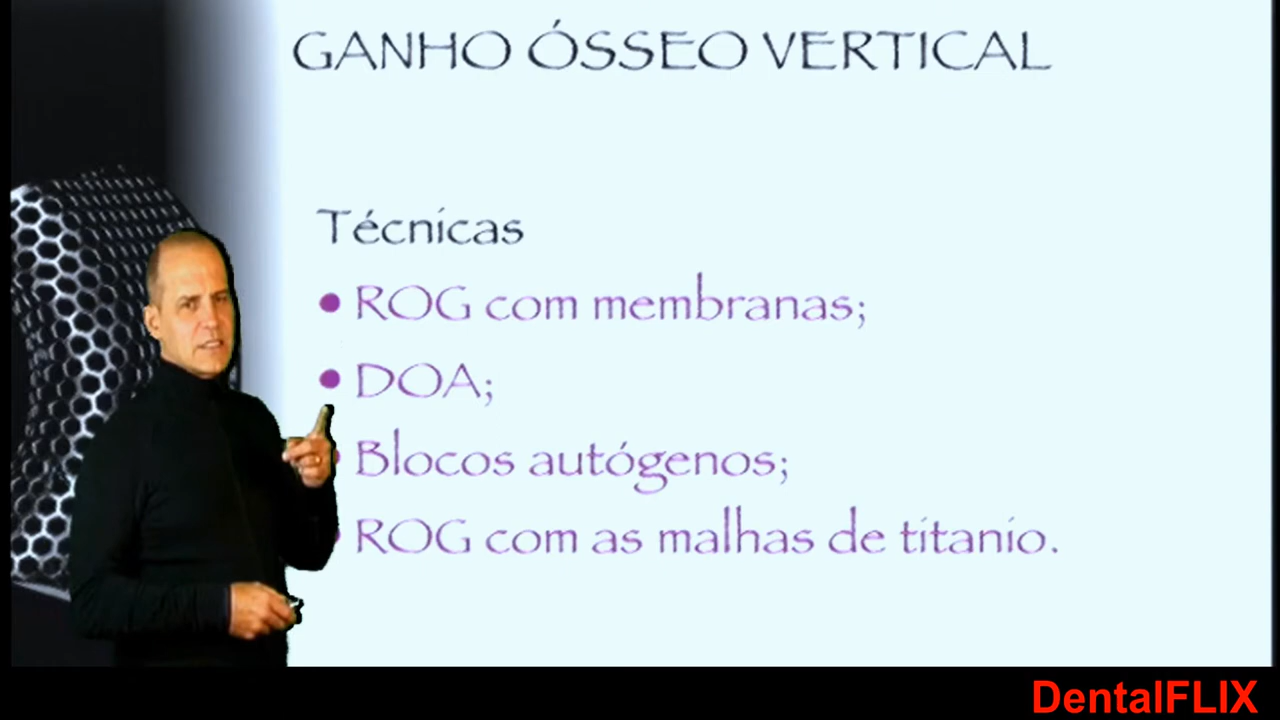 GANHO ÓSSEO VERTICAL
Técnicas
• ROG com membranas;
• DOA;
• Blocos autógenos;
• ROG com as malhas de titanio.
DentalFLIX